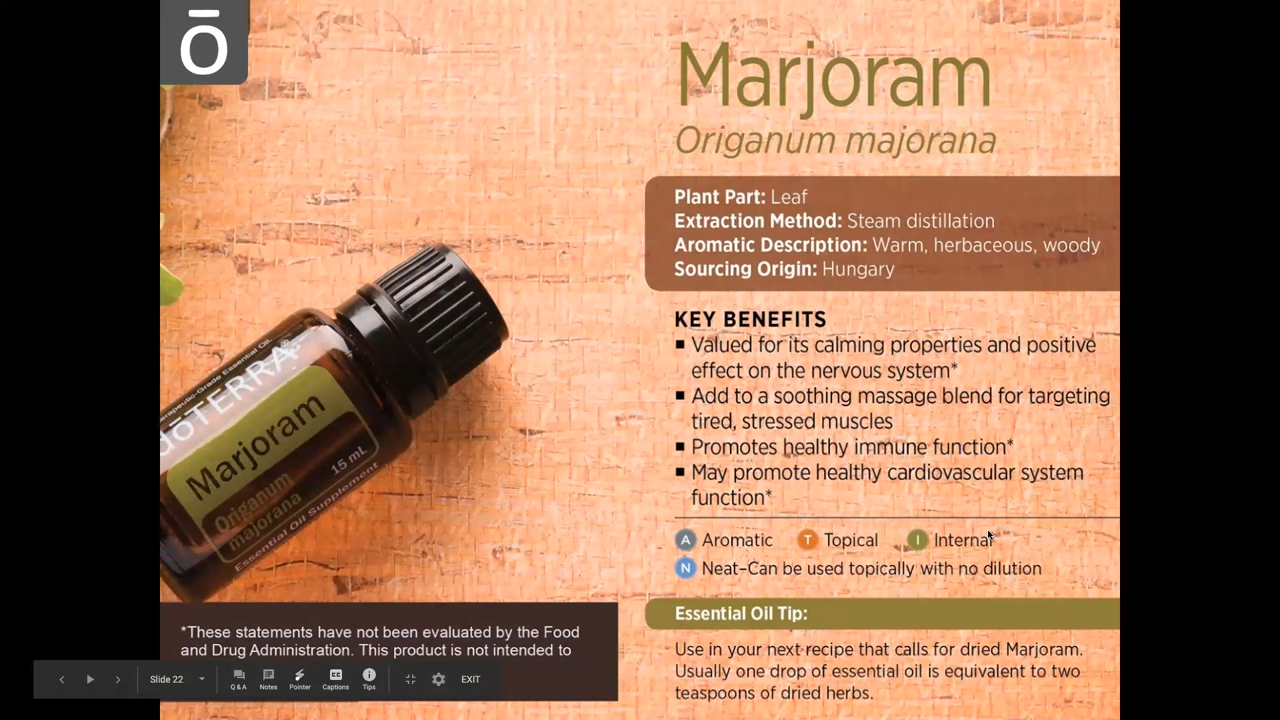 ō
Marjoram
Origanum majorana
Plant Part: Leaf
Extraction Method: Steam distillation
Aromatic Description: Warm, herbaceous, woody
Sourcing Origin: Hungary
KEY BENEFITS
▪ Valued for its calming properties and positive
effect on the nervous system*
▪ Add to a soothing massage blend for targeting
tired, stressed muscles
▪ Promotes healthy immune function*
▪ May promote healthy cardiovascular system
function*
A Aromatic T Topical I Internal
N Neat–Can be used topically with no dilution
Essential Oil Tip:
Use in your next recipe that calls for dried Marjoram.
Usually one drop of essential oil is equivalent to two
teaspoons of dried herbs.
Essential Oil.
dōTERRA®
Marjoram
Origanum
majorana
15 mL
Essential Oil Supplement
*These statements have not been evaluated by the Food
and Drug Administration. This product is not intended to
Slide 22
Q & A
Notes
Pointer
CC
Captions
Tips
EXIT